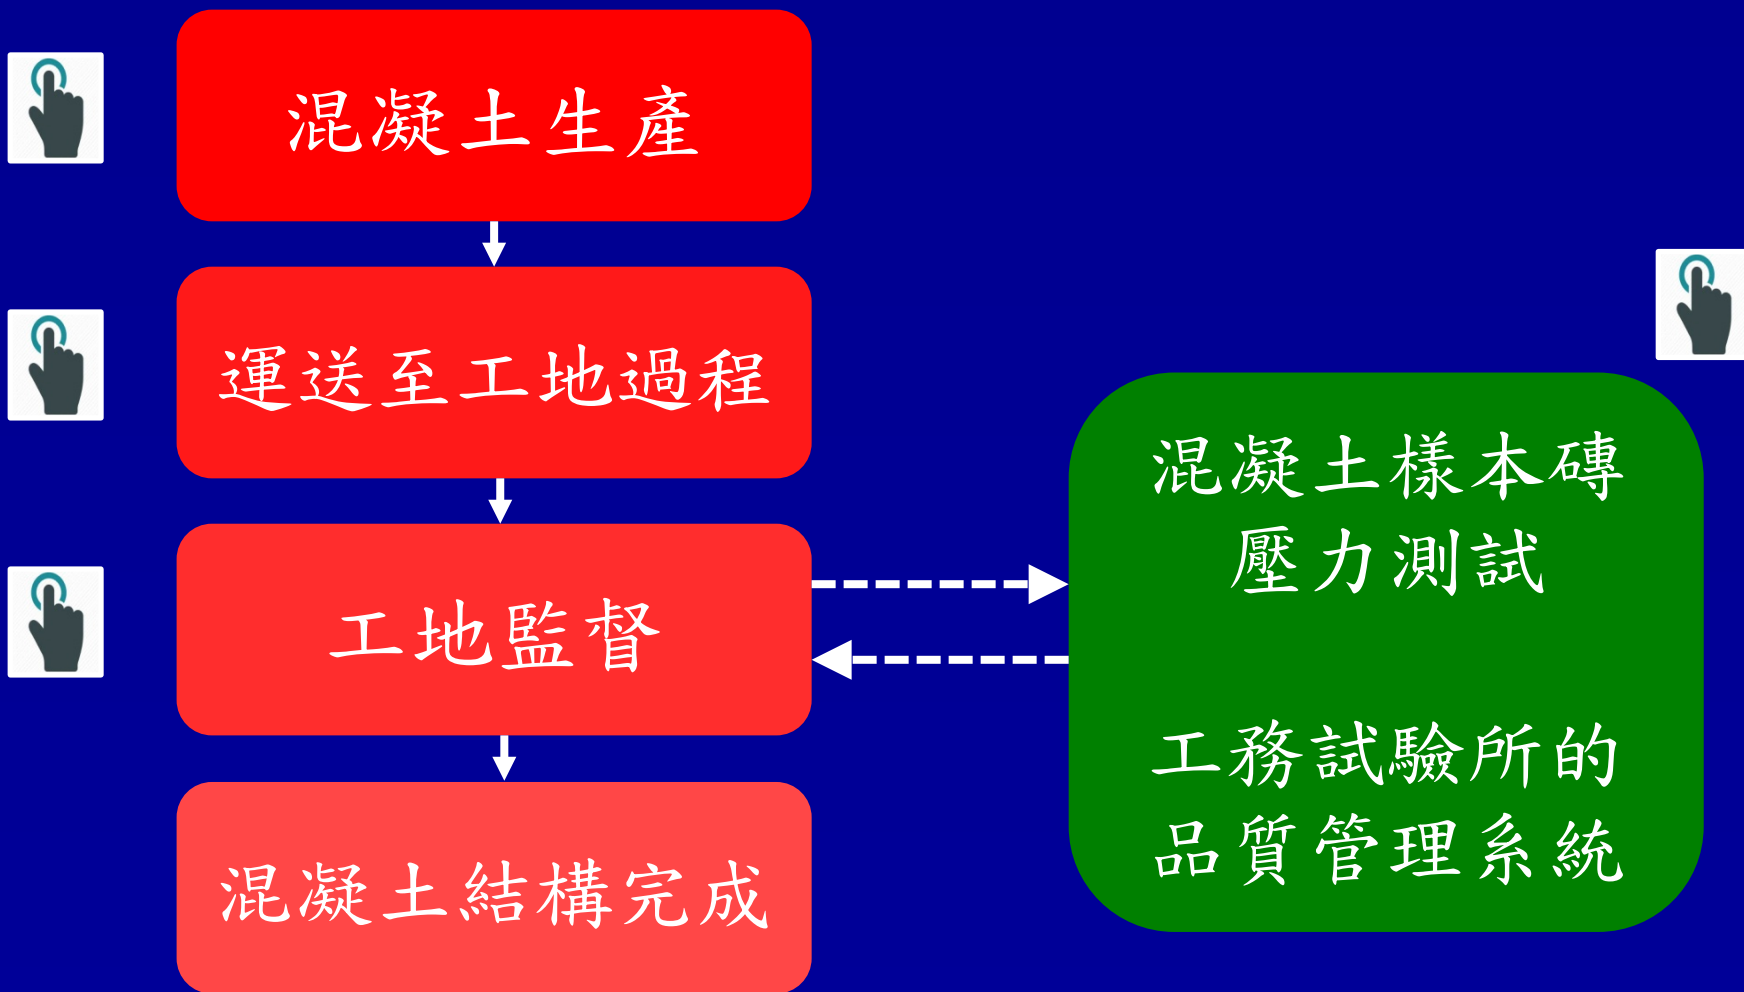 混凝土生產
運送至工地過程
工地監督
混凝土結構完成
混凝土樣本磚
壓力測試
工務試驗所的
品質管理系統